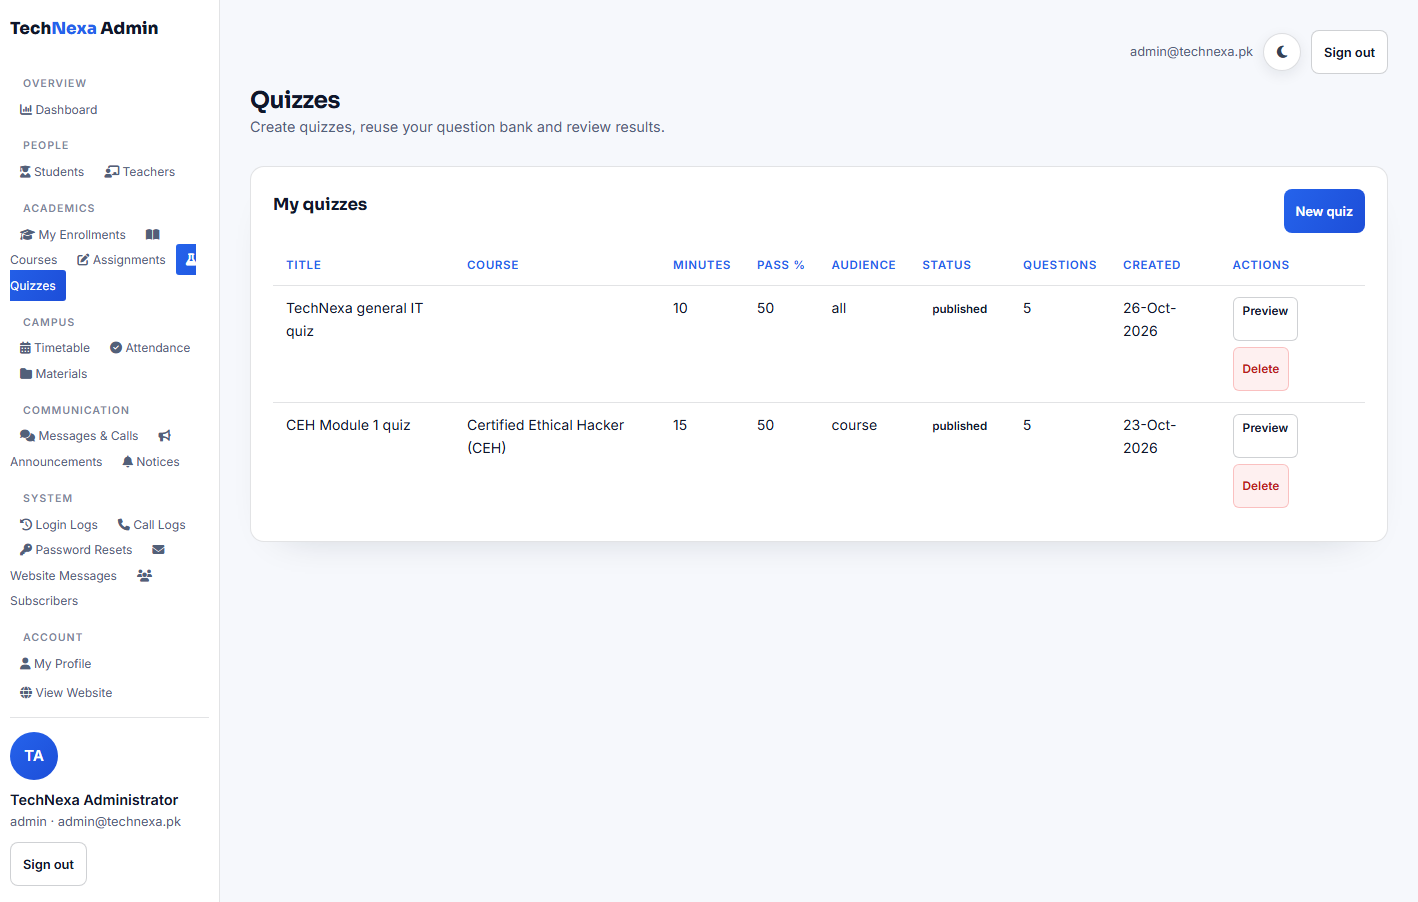 TechNexa Admin
OVERVIEW
Dashboard
PEOPLE
Students Teachers
ACADEMICS
My Enrollments
Courses Assignments
Quizzes
CAMPUS
Timetable Attendance
Materials
COMMUNICATION
Messages & Calls
Announcements Notices
SYSTEM
Login Logs Call Logs
Password Resets
Website Messages
Subscribers
ACCOUNT
My Profile
View Website
TA
TechNexa Administrator
admin · admin@technexa.pk
Sign out
admin@technexa.pk Sign out
Quizzes
Create quizzes, reuse your question bank and review results.
My quizzes
New quiz
TITLE COURSE MINUTES PASS % AUDIENCE STATUS QUESTIONS CREATED ACTIONS
TechNexa general IT 10 50 all published 5 26-Oct- Preview
quiz 2026
Delete
CEH Module 1 quiz Certified Ethical Hacker 15 50 course published 5 23-Oct- Preview
(CEH) 2026
Delete